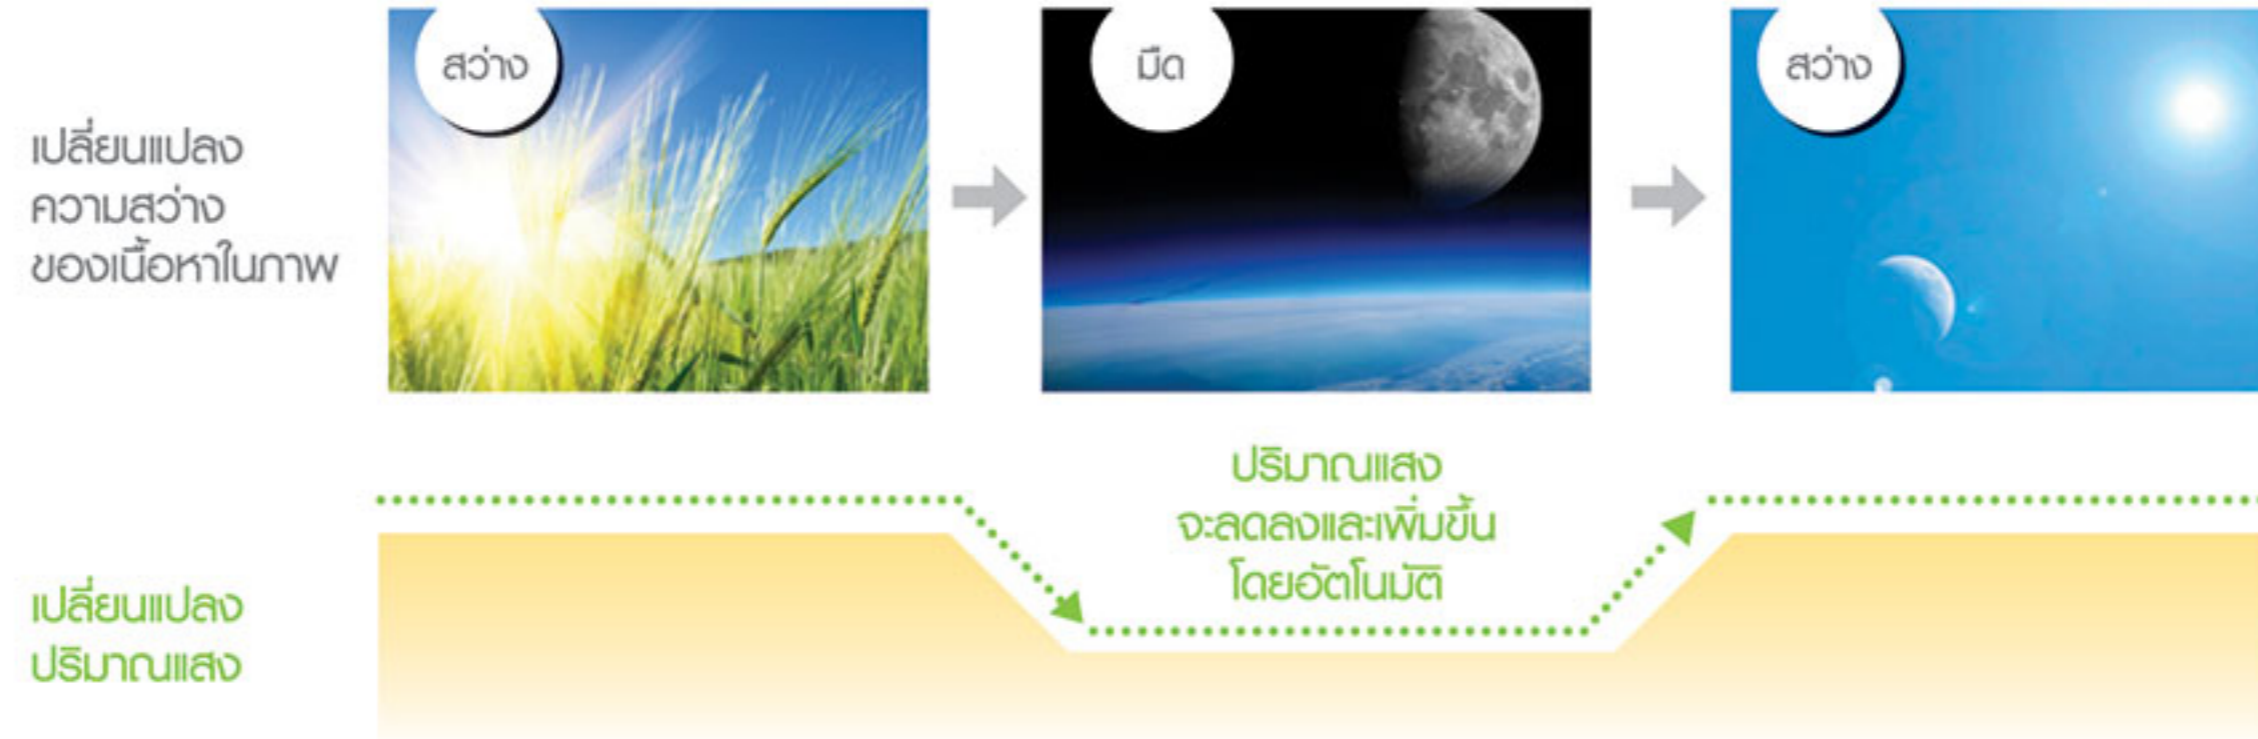 สว่าง
มืด
สว่าง
เปลี่ยนแปลง
ความสว่าง
ของเนื้อหาในภาพ
ปริมาณแสง
จะลดลงและเพิ่มขึ้น
โดยอัตโนมัติ
เปลี่ยนแปลง
ปริมาณแสง